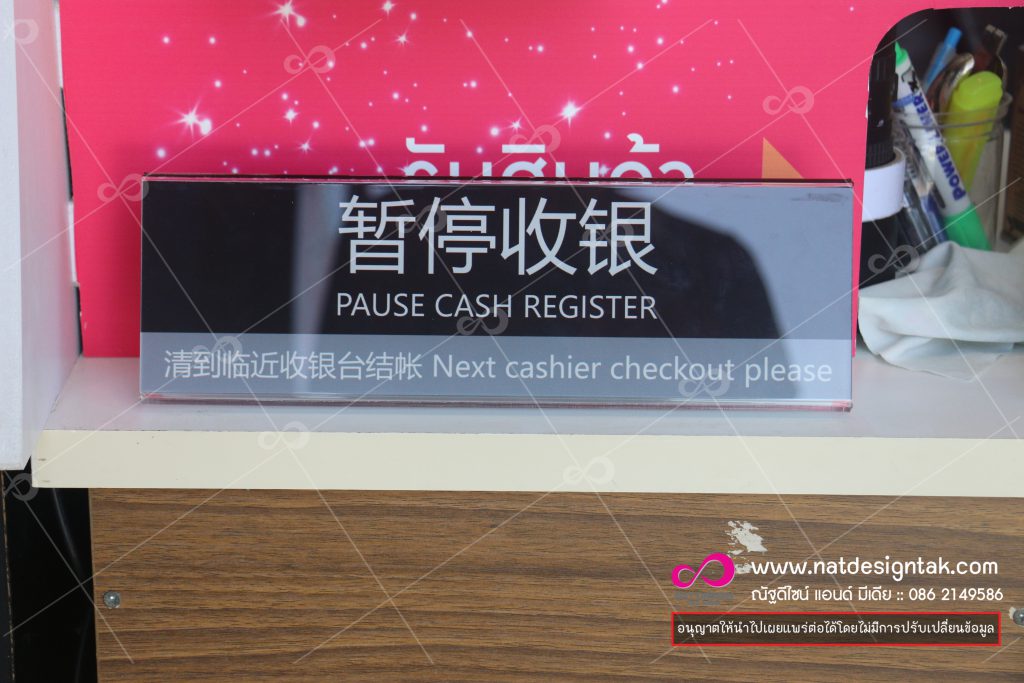 暂停收银
PAUSE CASH REGISTER
清到临近收银台结帐 Next cashier checkout please
www.natdesigntak.com
ณัฐดีไซน์ แอนด์ มีเดีย :: 086 2149586
อนุญาตให้นำไปเผยแพร่ต่อได้โดยไม่มีการปรับเปลี่ยนข้อมูล